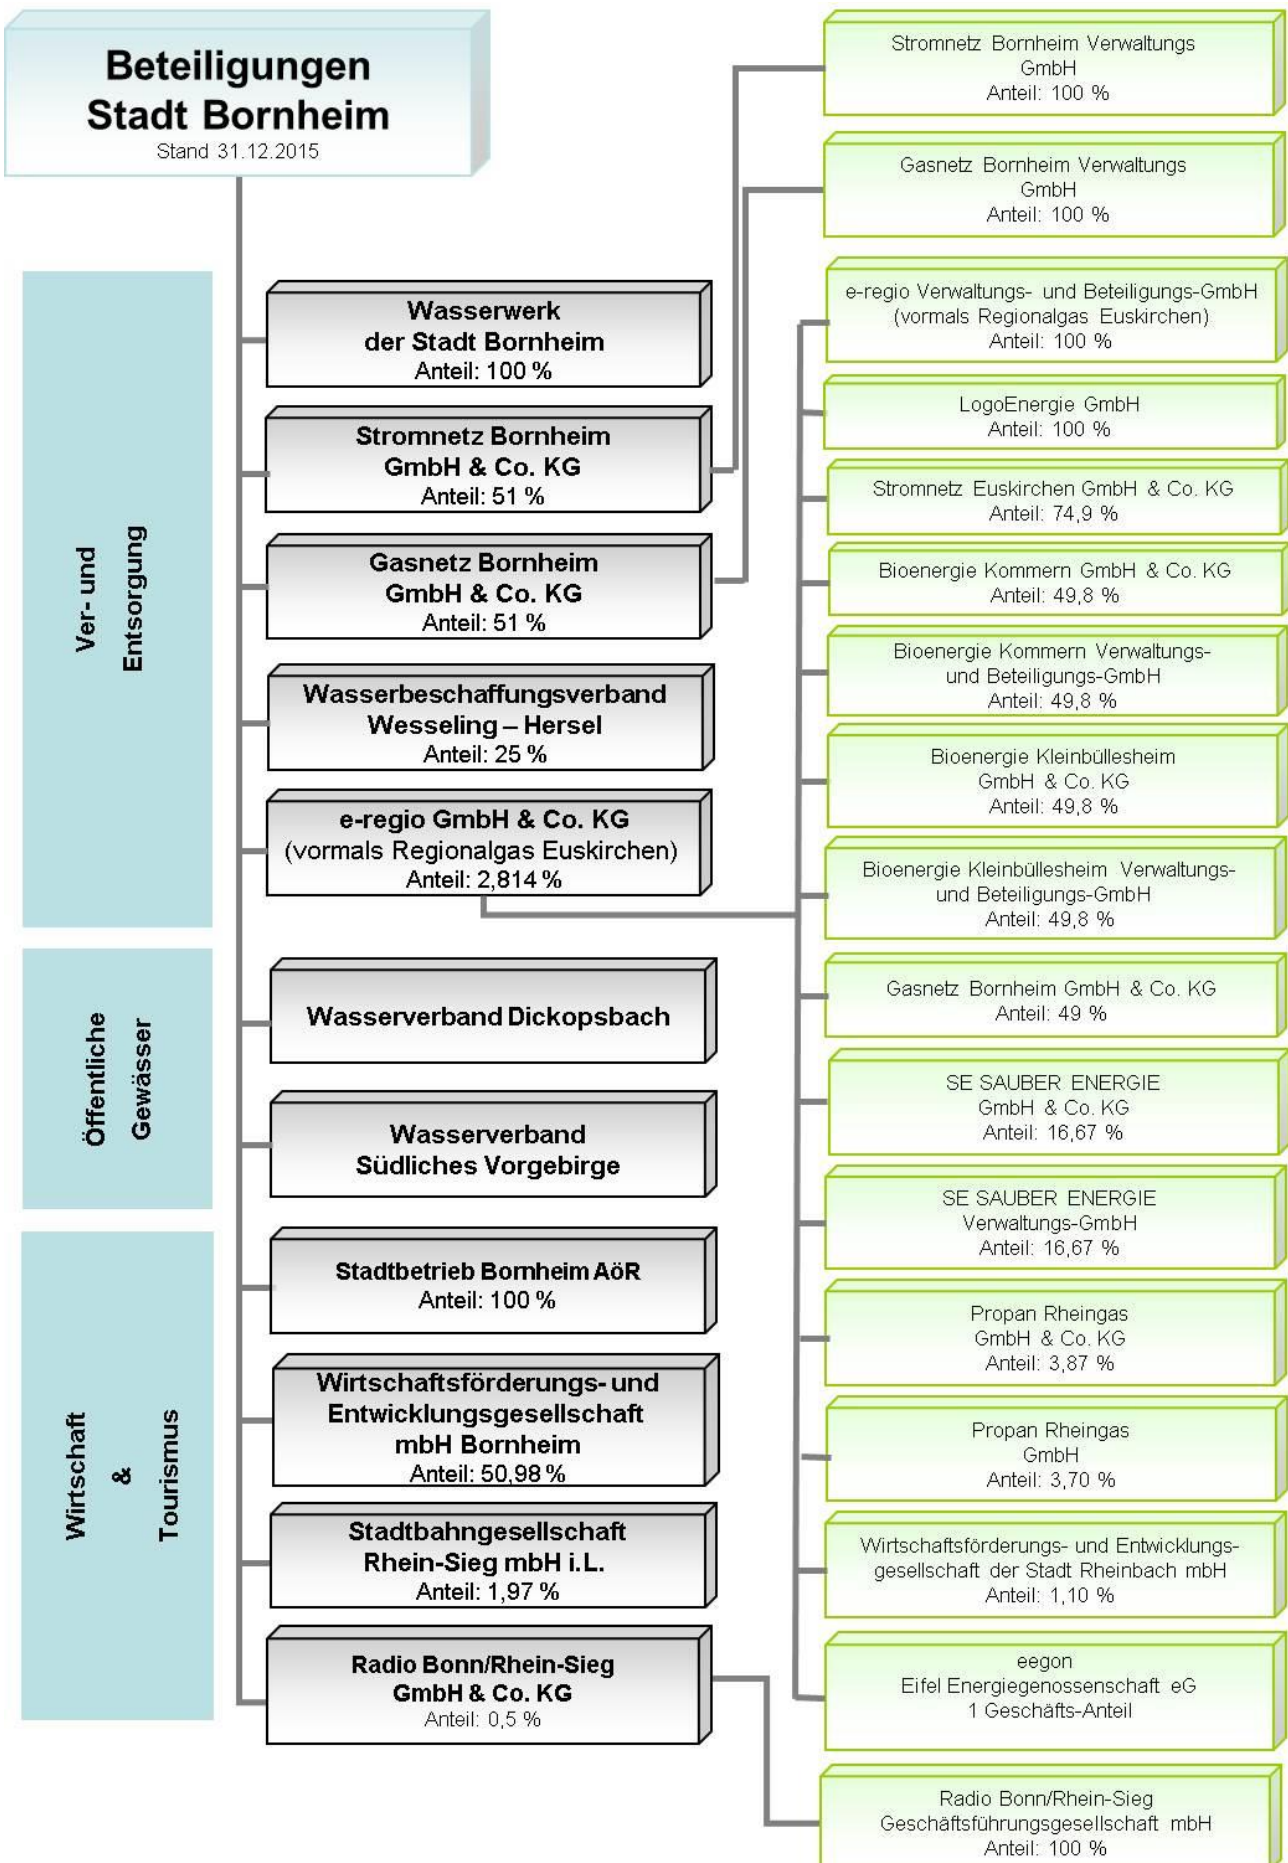 Beteiligungen
Stadt Bornheim
Stand 31.12.2015
Ver- und
Entsorgung
Wasserwerk
der Stadt Bornheim
Anteil: 100 %
Stromnetz Bornheim
GmbH & Co. KG
Anteil: 51 %
Gasnetz Bornheim
GmbH & Co. KG
Anteil: 51 %
Wasserbeschaffungsverband
Wesseling – Hersel
Anteil: 25 %
e-regio GmbH & Co. KG
(vormals Regionalgas Euskirchen)
Anteil: 2,814 %
Öffentliche
Gewässer
Wasserverband Dickopsbach
Wasserverband
Südliches Vorgebirge
Wirtschaft
&
Tourismus
Stadtbetrieb Bornheim AöR
Anteil: 100 %
Wirtschaftsförderungs- und
Entwicklungsgesellschaft
mbH Bornheim
Anteil: 50,98 %
Stadtbahngesellschaft
Rhein-Sieg mbH i.L.
Anteil: 1,97 %
Radio Bonn/Rhein-Sieg
GmbH & Co. KG
Anteil: 0,5 %
Stromnetz Bornheim Verwaltungs
GmbH
Anteil: 100 %
Gasnetz Bornheim Verwaltungs
GmbH
Anteil: 100 %
e-regio Verwaltungs- und Beteiligungs-GmbH
(vormals Regionalgas Euskirchen)
Anteil: 100 %
LogoEnergie GmbH
Anteil: 100 %
Stromnetz Euskirchen GmbH & Co. KG
Anteil: 74,9 %
Bioenergie Kommern GmbH & Co. KG
Anteil: 49,8 %
Bioenergie Kommern Verwaltungs-
und Beteiligungs-GmbH
Anteil: 49,8 %
Bioenergie Kleinbüllesheim
GmbH & Co. KG
Anteil: 49,8 %
Bioenergie Kleinbüllesheim Verwaltungs-
und Beteiligungs-GmbH
Anteil: 49,8 %
Gasnetz Bornheim GmbH & Co. KG
Anteil: 49 %
SE SAUBER ENERGIE
GmbH & Co. KG
Anteil: 16,67 %
SE SAUBER ENERGIE
Verwaltungs-GmbH
Anteil: 16,67 %
Propan Rheingas
GmbH & Co. KG
Anteil: 3,87 %
Propan Rheingas
GmbH
Anteil: 3,70 %
Wirtschaftsförderungs- und Entwicklungs-
gesellschaft der Stadt Rheinbach mbH
Anteil: 1,10 %
eegon
Eifel Energiegenossenschaft eG
1 Geschäfts-Anteil
Radio Bonn/Rhein-Sieg
Geschäftsführungsgesellschaft mbH
Anteil: 100 %